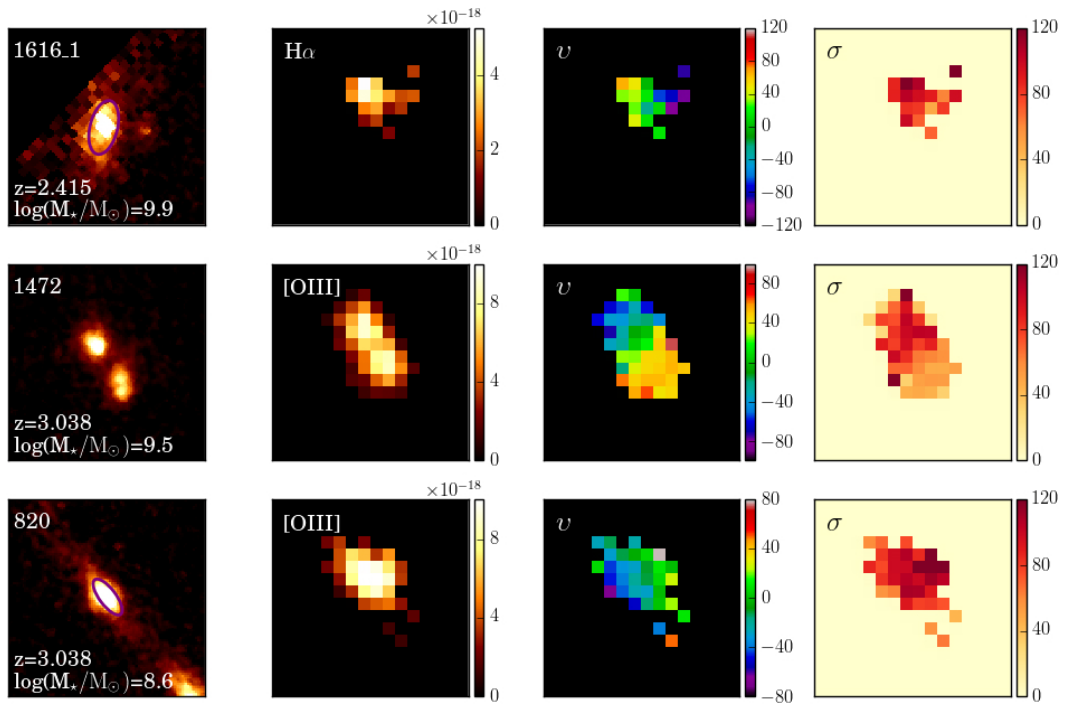 ×10⁻¹⁸
1616_1
Hα
υ
σ
z=2.415
log(M⋆/M⊙)=9.9
4
2
0
120
80
40
0
−40
−80
−120
120
80
40
0
×10⁻¹⁸
1472
[OIII]
υ
σ
z=3.038
log(M⋆/M⊙)=9.5
8
4
0
80
40
0
−40
−80
120
80
40
0
×10⁻¹⁸
820
[OIII]
υ
σ
z=3.038
log(M⋆/M⊙)=8.6
8
4
0
80
40
0
−40
−80
120
80
40
0